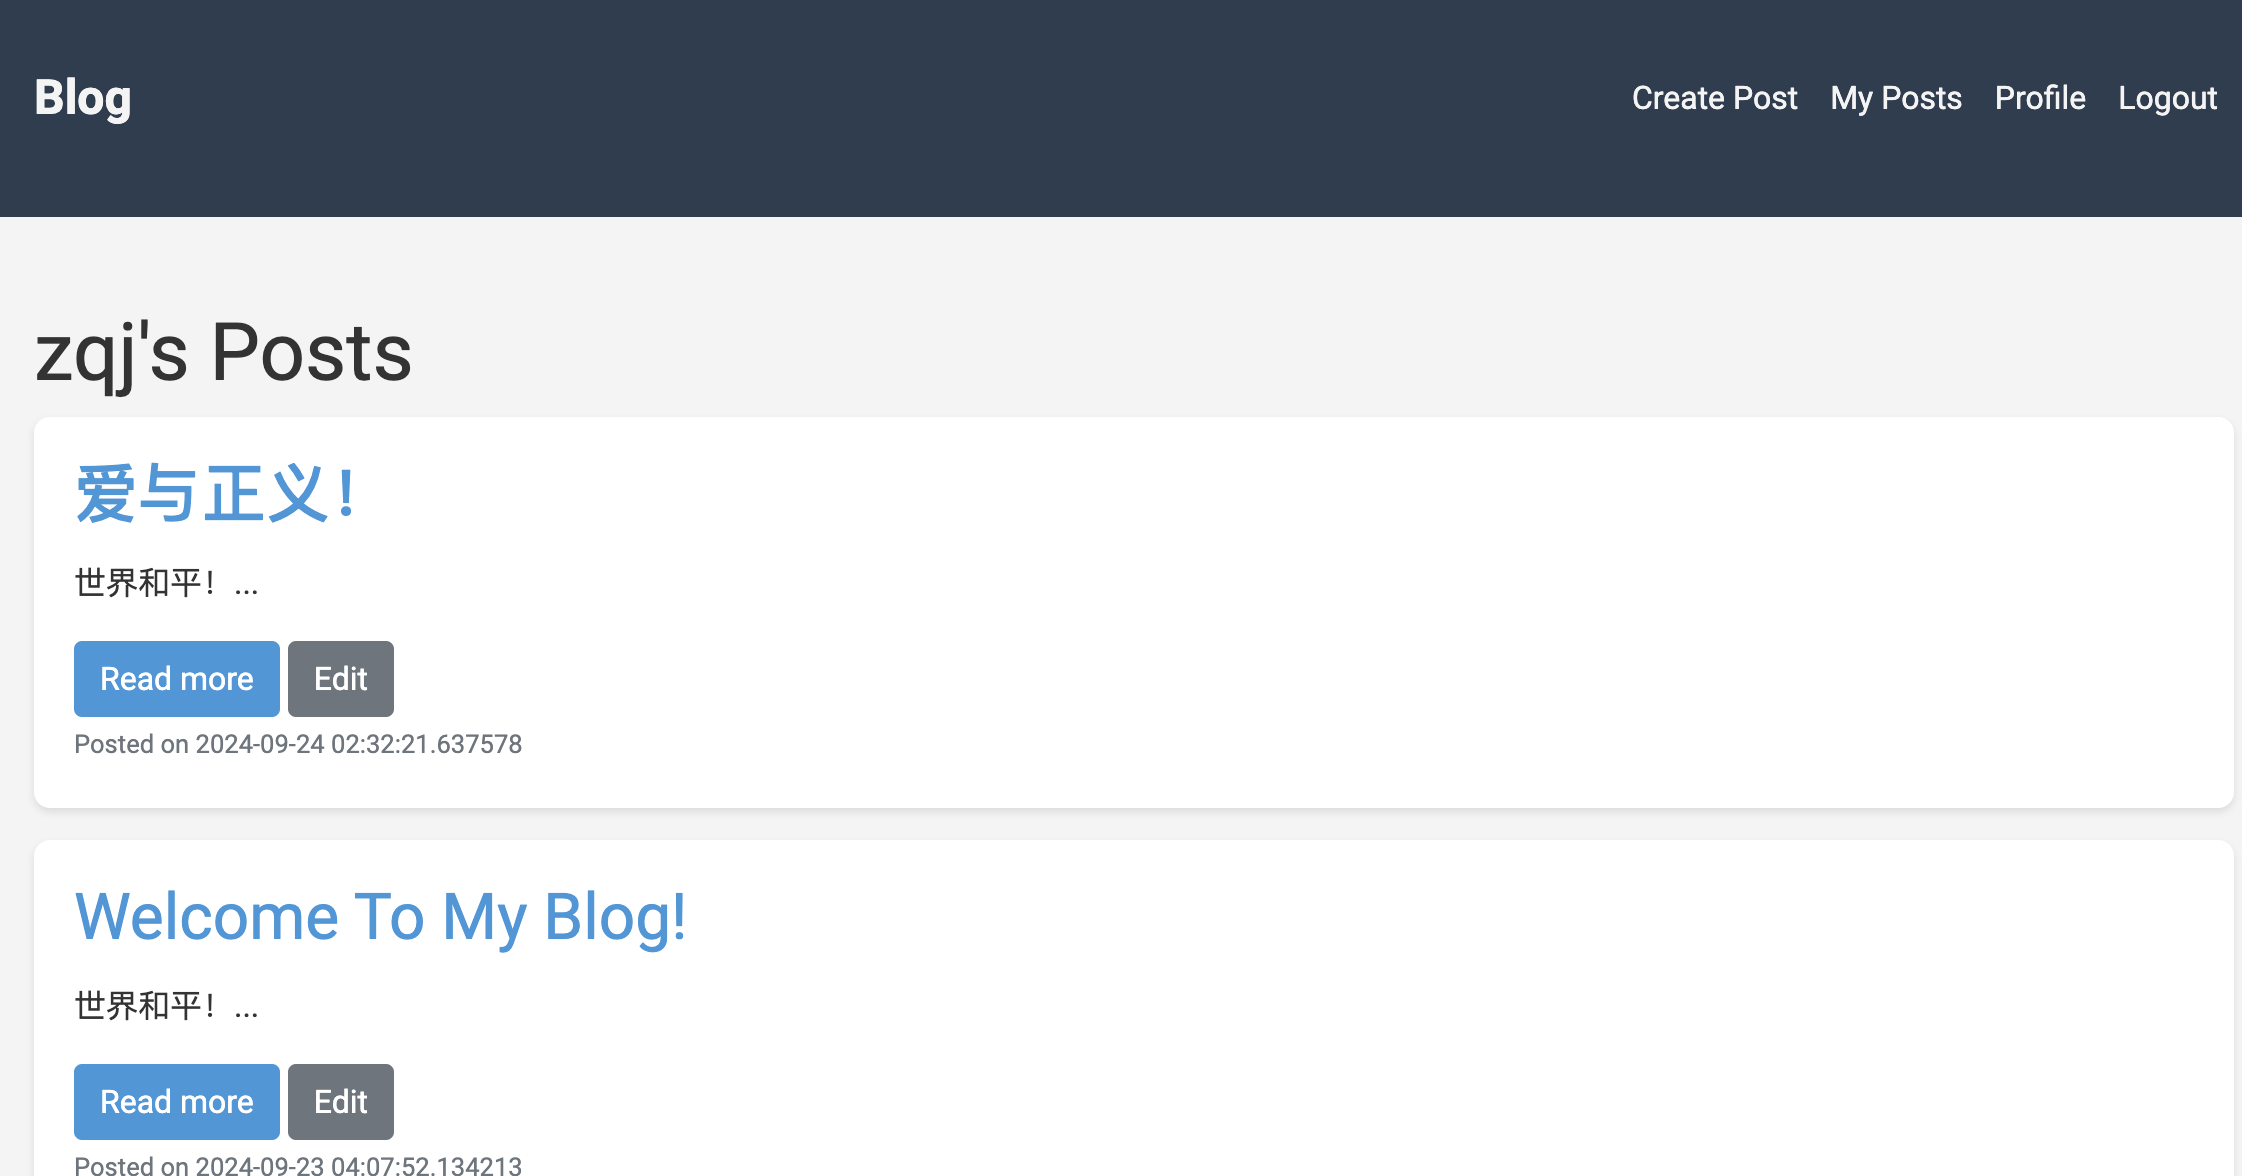 Blog
Create Post My Posts Profile Logout
zqj's Posts
爱与正义！
世界和平！...
Read more Edit
Posted on 2024-09-24 02:32:21.637578
Welcome To My Blog!
世界和平！...
Read more Edit
Posted on 2024-09-23 04:07:52.134213